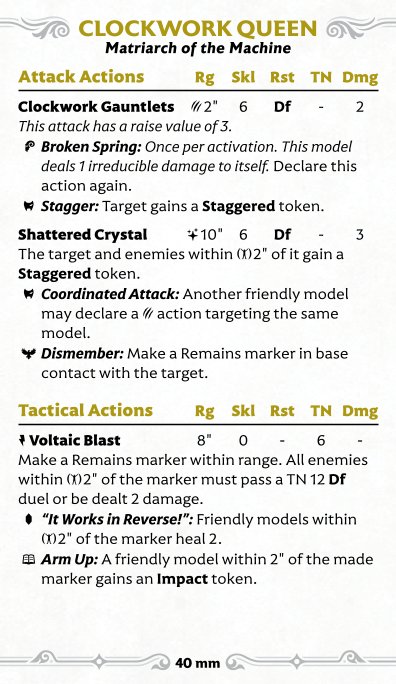 CLOCKWORK QUEEN
Matriarch of the Machine
Attack Actions Rg Skl Rst TN Dmg
Clockwork Gauntlets 2" 6 Df - 2
This attack has a raise value of 3.
Broken Spring: Once per activation. This model
deals 1 irreducible damage to itself. Declare this
action again.
Stagger: Target gains a Staggered token.
Shattered Crystal 10" 6 Df - 3
The target and enemies within 2" of it gain a
Staggered token.
Coordinated Attack: Another friendly model
may declare a action targeting the same
model.
Dismember: Make a Remains marker in base
contact with the target.
Tactical Actions Rg Skl Rst TN Dmg
Voltaic Blast 8" 0 - 6 -
Make a Remains marker within range. All enemies
within 2" of the marker must pass a TN 12 Df
duel or be dealt 2 damage.
"It Works in Reverse!": Friendly models within
2" of the marker heal 2.
Arm Up: A friendly model within 2" of the made
marker gains an Impact token.
40 mm